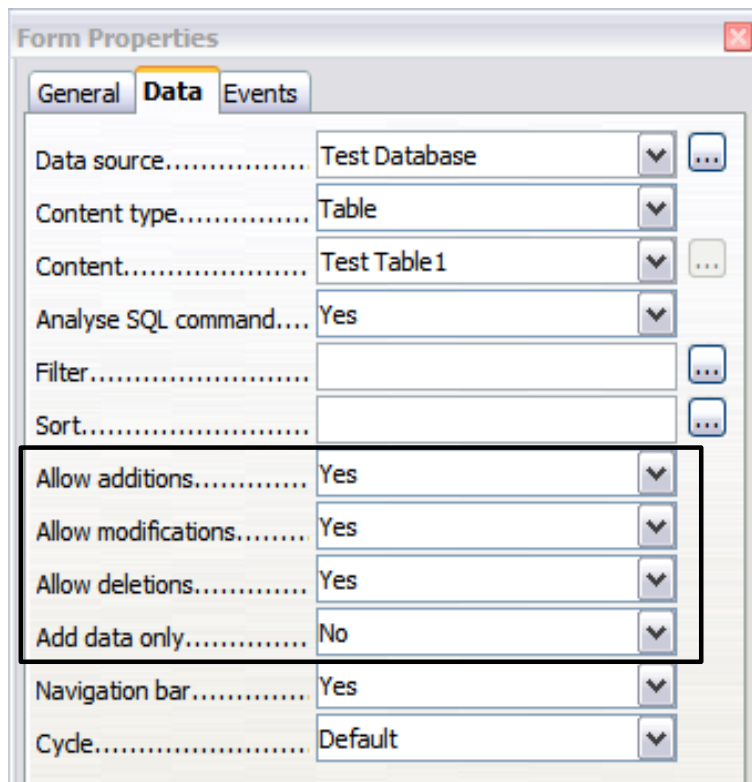 Form Properties
General Data Events
Data source................. Test Database ...
Content type............... Table
Content..................... Test Table1 ...
Analyse SQL command.... Yes
Filter......................... ...
Sort.......................... ...
Allow additions............. Yes
Allow modifications........ Yes
Allow deletions............. Yes
Add data only.............. No
Navigation bar............. Yes
Cycle........................ Default